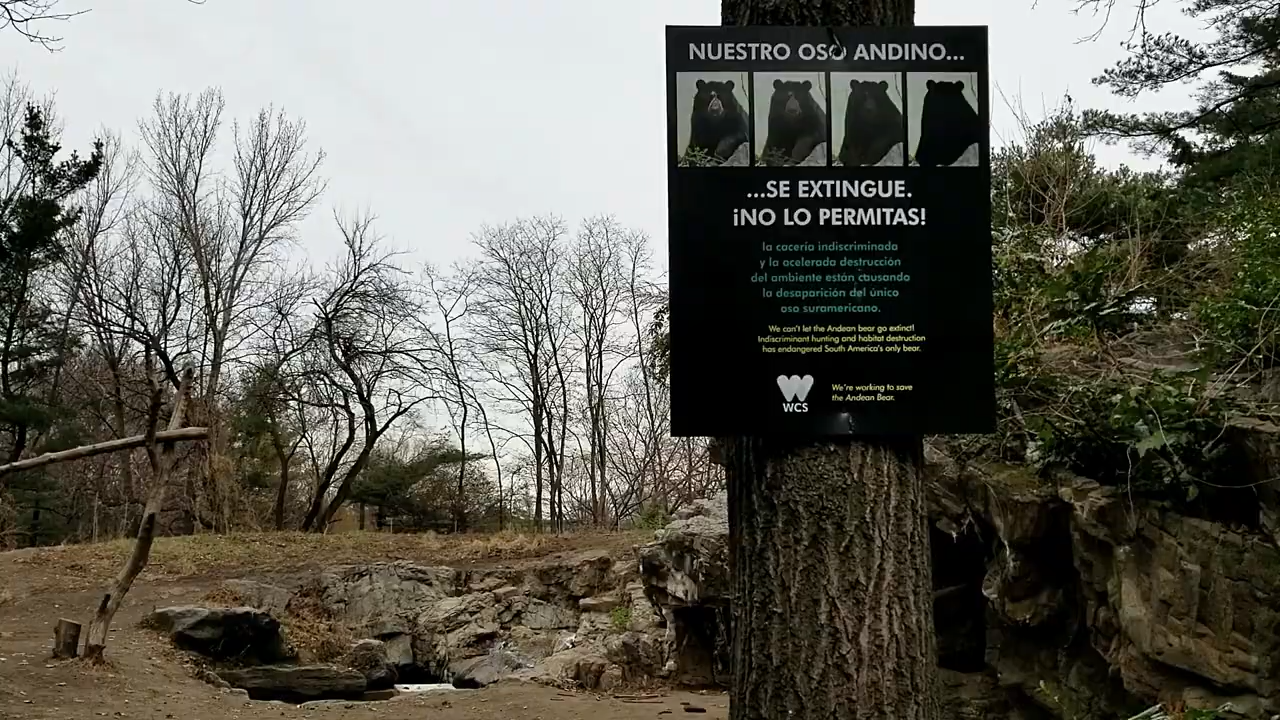 NUESTRO OSO ANDINO...
...SE EXTINGUE.
¡NO LO PERMITAS!
la cacería indiscriminada
y la acelerada destrucción
del ambiente están causando
la desaparición del único
oso suramericano.
We can't let the Andean bear go extinct!
Indiscriminant hunting and habitat destruction
has endangered South America's only bear.
WCS
We're working to save
the Andean Bear.